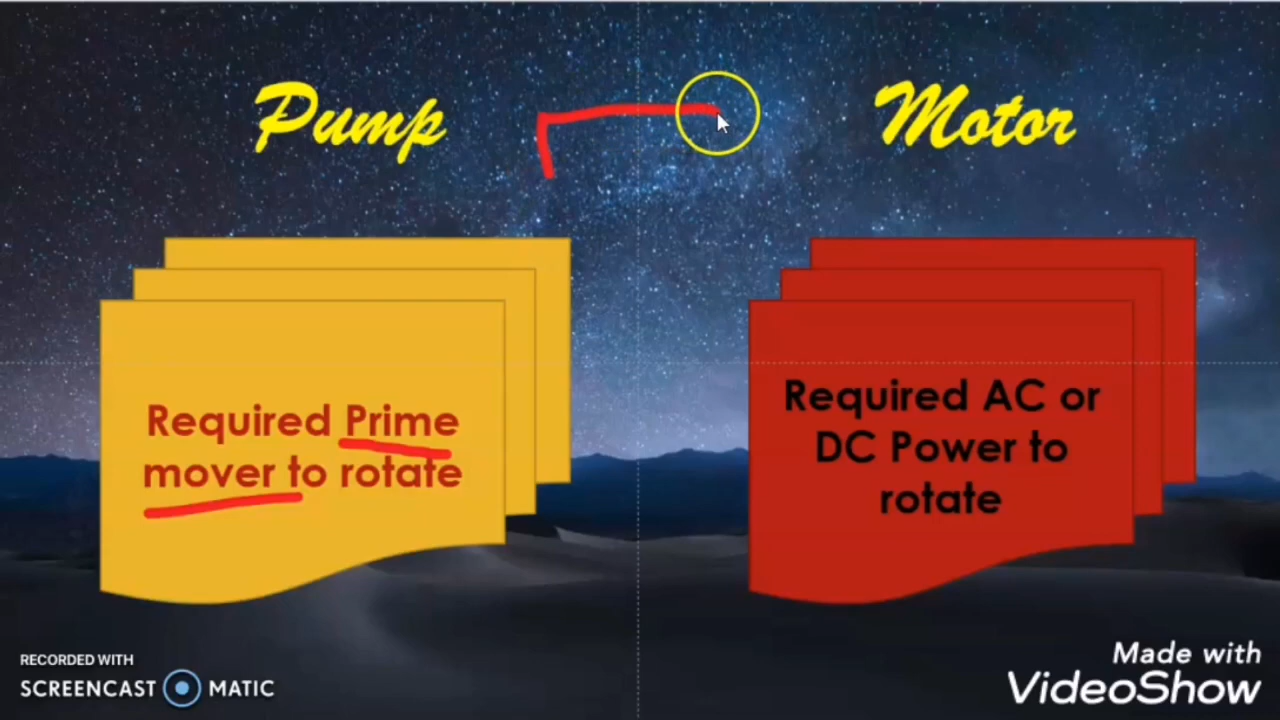 Pump
Motor
Required Prime
mover to rotate
Required AC or
DC Power to
rotate
RECORDED WITH
SCREENCAST MATIC
Made with
VideoShow